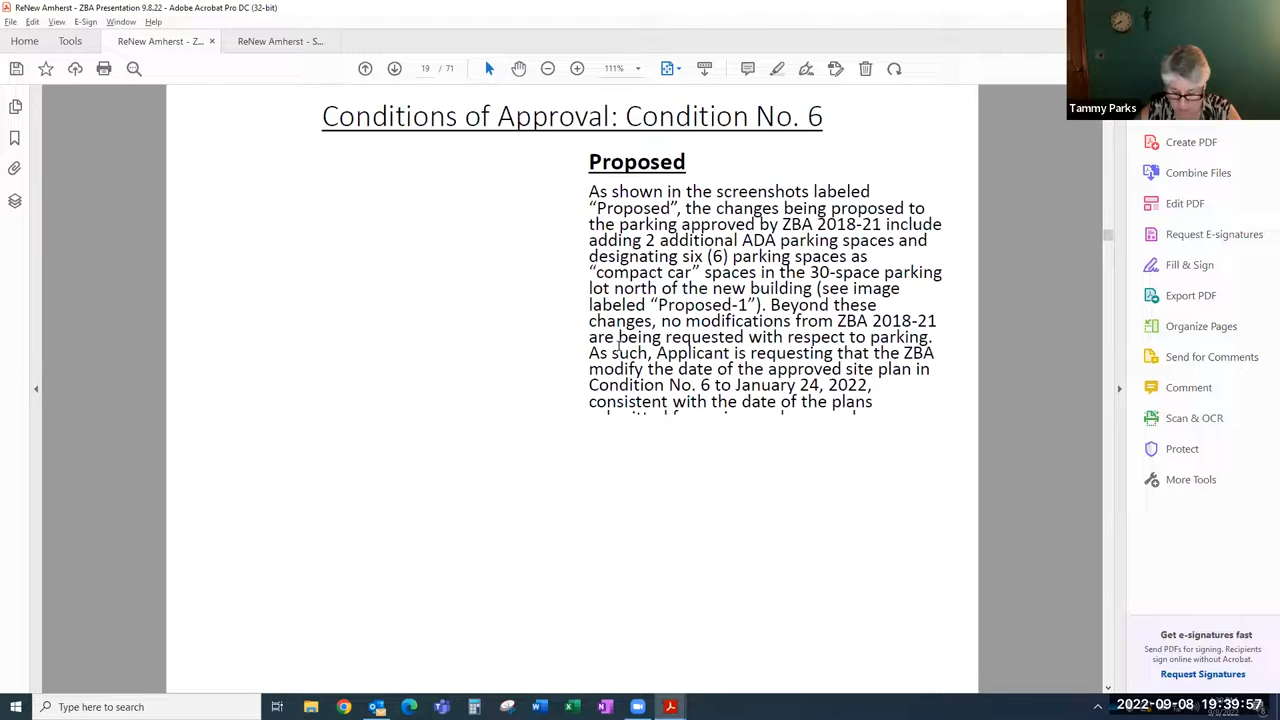 ReNew Amherst - ZBA Presentation 9.8.22 - Adobe Acrobat Pro DC (32-bit)
File Edit View E-Sign Window Help
Home Tools ReNew Amherst - Z... × ReNew Amherst - S...
19 / 71 111%
Tammy Parks
Conditions of Approval: Condition No. 6
Proposed
As shown in the screenshots labeled
“Proposed”, the changes being proposed to
the parking approved by ZBA 2018-21 include
adding 2 additional ADA parking spaces and
designating six (6) parking spaces as
“compact car” spaces in the 30-space parking
lot north of the new building (see image
labeled “Proposed-1”). Beyond these
changes, no modifications from ZBA 2018-21
are being requested with respect to parking.
As such, Applicant is requesting that the ZBA
modify the date of the approved site plan in
Condition No. 6 to January 24, 2022,
consistent with the date of the plans
Create PDF
Combine Files
Edit PDF
Request E-signatures
Fill & Sign
Export PDF
Organize Pages
Send for Comments
Comment
Scan & OCR
Protect
More Tools
Get e-signatures fast
Send PDFs for signing. Recipients
sign online without Acrobat.
Request Signatures
Type here to search
2022-09-08 19:39:57